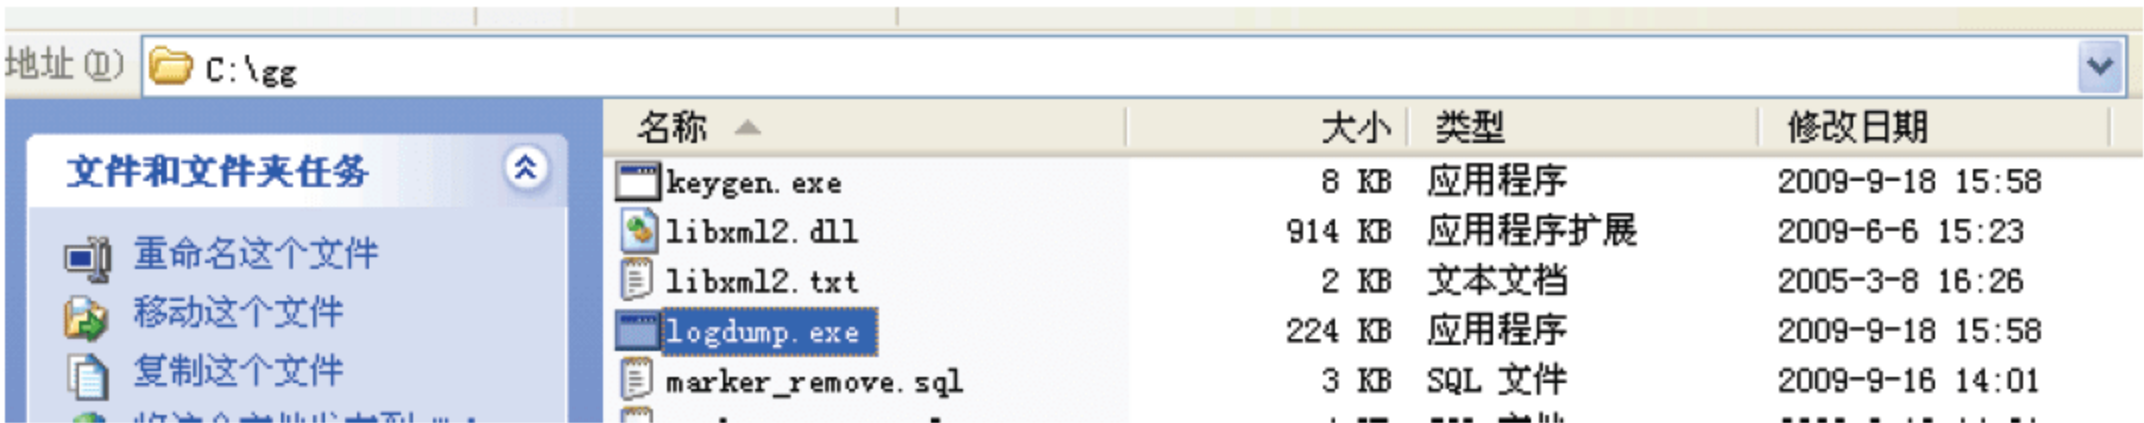 地址(D) C:\gg
名称 大小 类型 修改日期
文件和文件夹任务
重命名这个文件
移动这个文件
复制这个文件
keygen.exe 8 KB 应用程序 2009-9-18 15:58
libxml2.dll 914 KB 应用程序扩展 2009-6-6 15:23
libxml2.txt 2 KB 文本文档 2005-3-8 16:26
logdump.exe 224 KB 应用程序 2009-9-18 15:58
marker_remove.sql 3 KB SQL 文件 2009-9-16 14:01